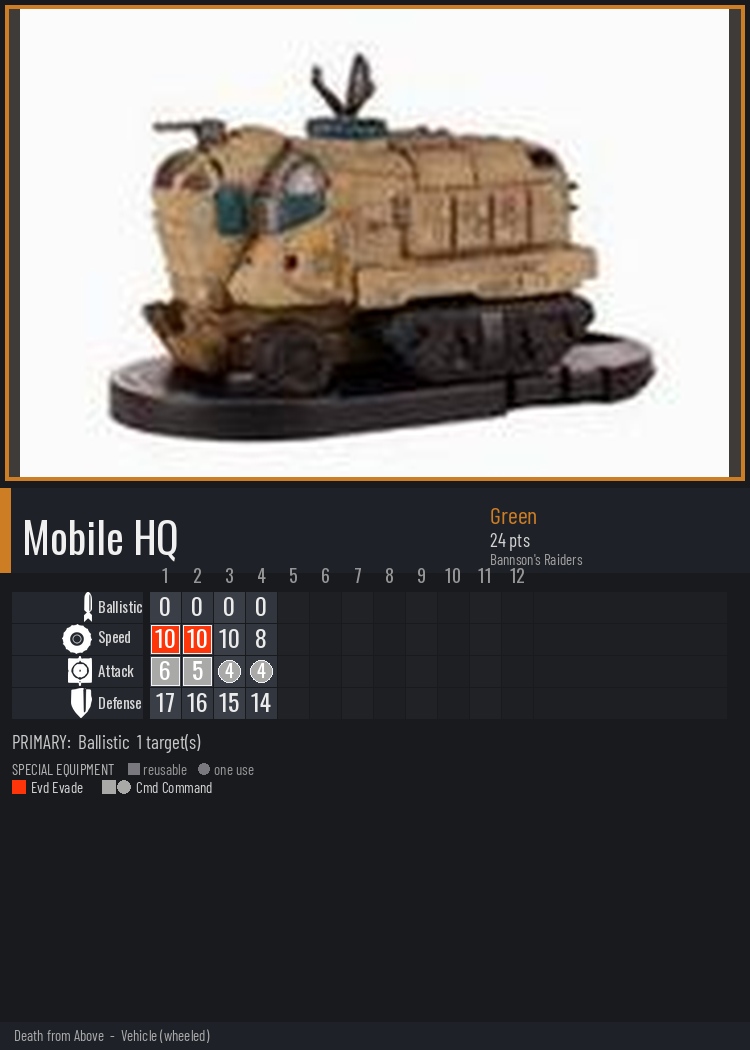 Mobile HQ
Green
24 pts
Bannson's Raiders
1 2 3 4 5 6 7 8 9 10 11 12
Ballistic 0 0 0 0
Speed 10 10 10 8
Attack 6 5 4 4
Defense 17 16 15 14
PRIMARY: Ballistic 1 target(s)
SPECIAL EQUIPMENT reusable one use
Evd Evade Cmd Command
Death from Above - Vehicle (wheeled)